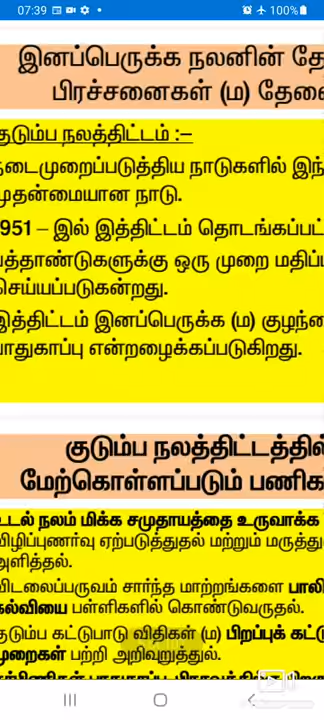 07:39
100%
இனப்பெருக்க நலனின் தே
பிரச்சனைகள் (ம) தேவை
குடும்ப நலத்திட்டம் :–
நடைமுறைப்படுத்திய நாடுகளில் இந்
முதன்மையான நாடு.
1951 – இல் இத்திட்டம் தொடங்கப்பட்
பத்தாண்டுகளுக்கு ஒரு முறை மதிப்ப
செய்யப்படுகன்றது.
இத்திட்டம் இனப்பெருக்க (ம) குழந்தை
பாதுகாப்பு என்றழைக்கப்படுகிறது.
குடும்ப நலத்திட்டத்தில்
மேற்கொள்ளப்படும் பணிகள்
உடல் நலம் மிக்க சமுதாயத்தை உருவாக்க
விழிப்புணர்வு ஏற்படுத்துதல் மற்றும் மருத்து
அளித்தல்.
விடலைப்பருவம் சார்ந்த மாற்றங்களை பாலி
கல்வியை பள்ளிகளில் கொண்டுவருதல்.
குடும்ப கட்டுபாடு விதிகள் (ம) பிறப்புக் கட்டு
முறைகள் பற்றி அறிவுறுத்துல்.